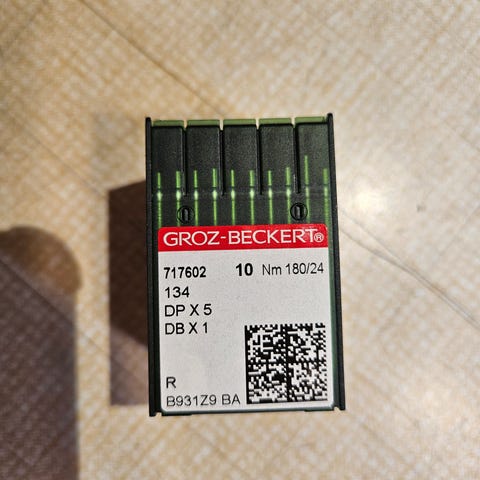 GROZ-BECKERT®
717602 10 Nm 180/24
134
DP X 5
DB X 1
R
B931Z9 BA